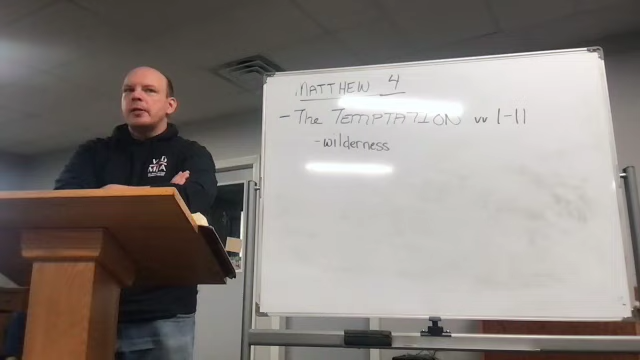 MATTHEW 4
- The TEMPTATION vv 1-11
- wilderness